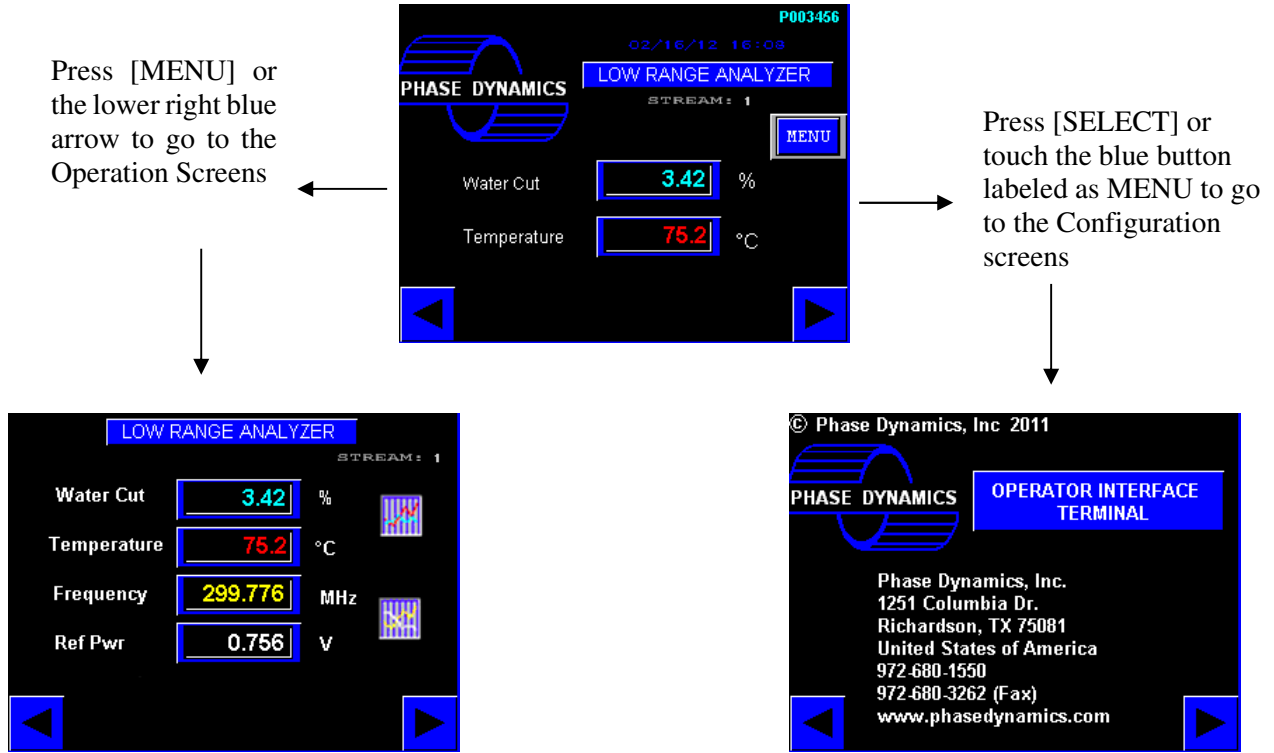 Press [MENU] or
the lower right blue
arrow to go to the
Operation Screens
P003456
02/16/12 16:08
PHASE DYNAMICS
LOW RANGE ANALYZER
STREAM: 1
MENU
Water Cut 3.42 %
Temperature 75.2 °C
Press [SELECT] or
touch the blue button
labeled as MENU to go
to the Configuration
screens
LOW RANGE ANALYZER
STREAM: 1
Water Cut 3.42 %
Temperature 75.2 °C
Frequency 299.776 MHz
Ref Pwr 0.756 V
© Phase Dynamics, Inc 2011
PHASE DYNAMICS
OPERATOR INTERFACE
TERMINAL
Phase Dynamics, Inc.
1251 Columbia Dr.
Richardson, TX 75081
United States of America
972-680-1550
972-680-3262 (Fax)
www.phasedynamics.com